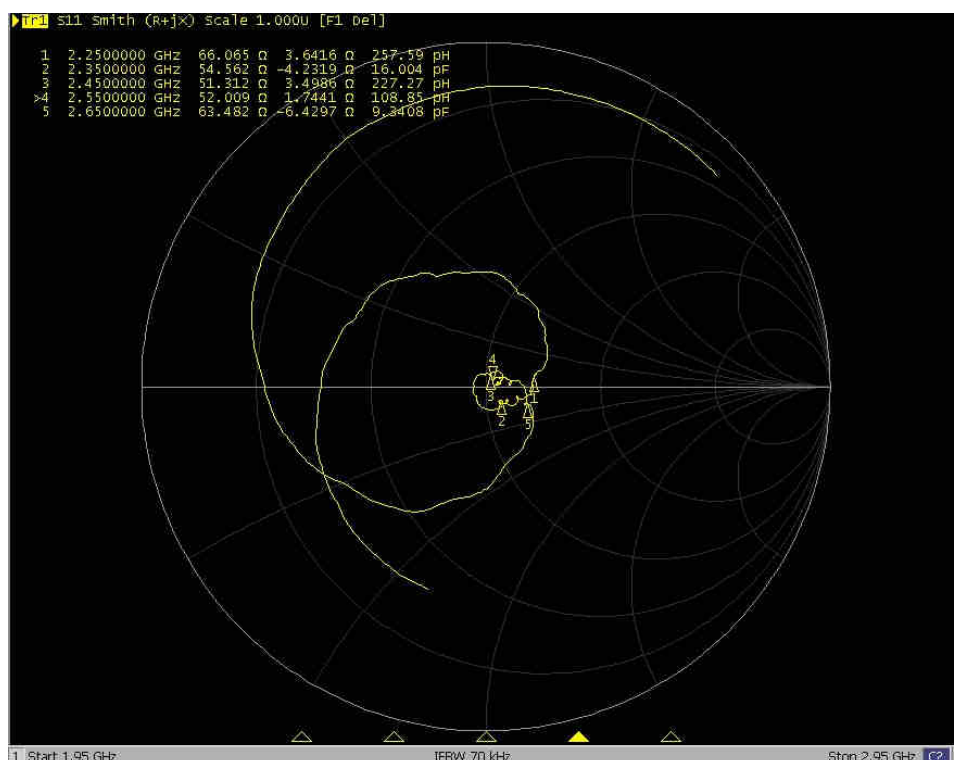 Tr1 S11 Smith (R+jX) Scale 1.000U [F1 Del]
1 2.2500000 GHz 66.065 Ω 3.6416 Ω 257.59 pH
2 2.3500000 GHz 54.562 Ω -4.2319 Ω 16.004 pF
3 2.4500000 GHz 51.312 Ω 3.4986 Ω 227.27 pH
>4 2.5500000 GHz 52.009 Ω 1.7441 Ω 108.85 pH
5 2.6500000 GHz 63.482 Ω -6.4297 Ω 9.3408 pF
4
3
1
2
5
1 Start 1.95 GHz IFBW 70 kHz Stop 2.95 GHz C?